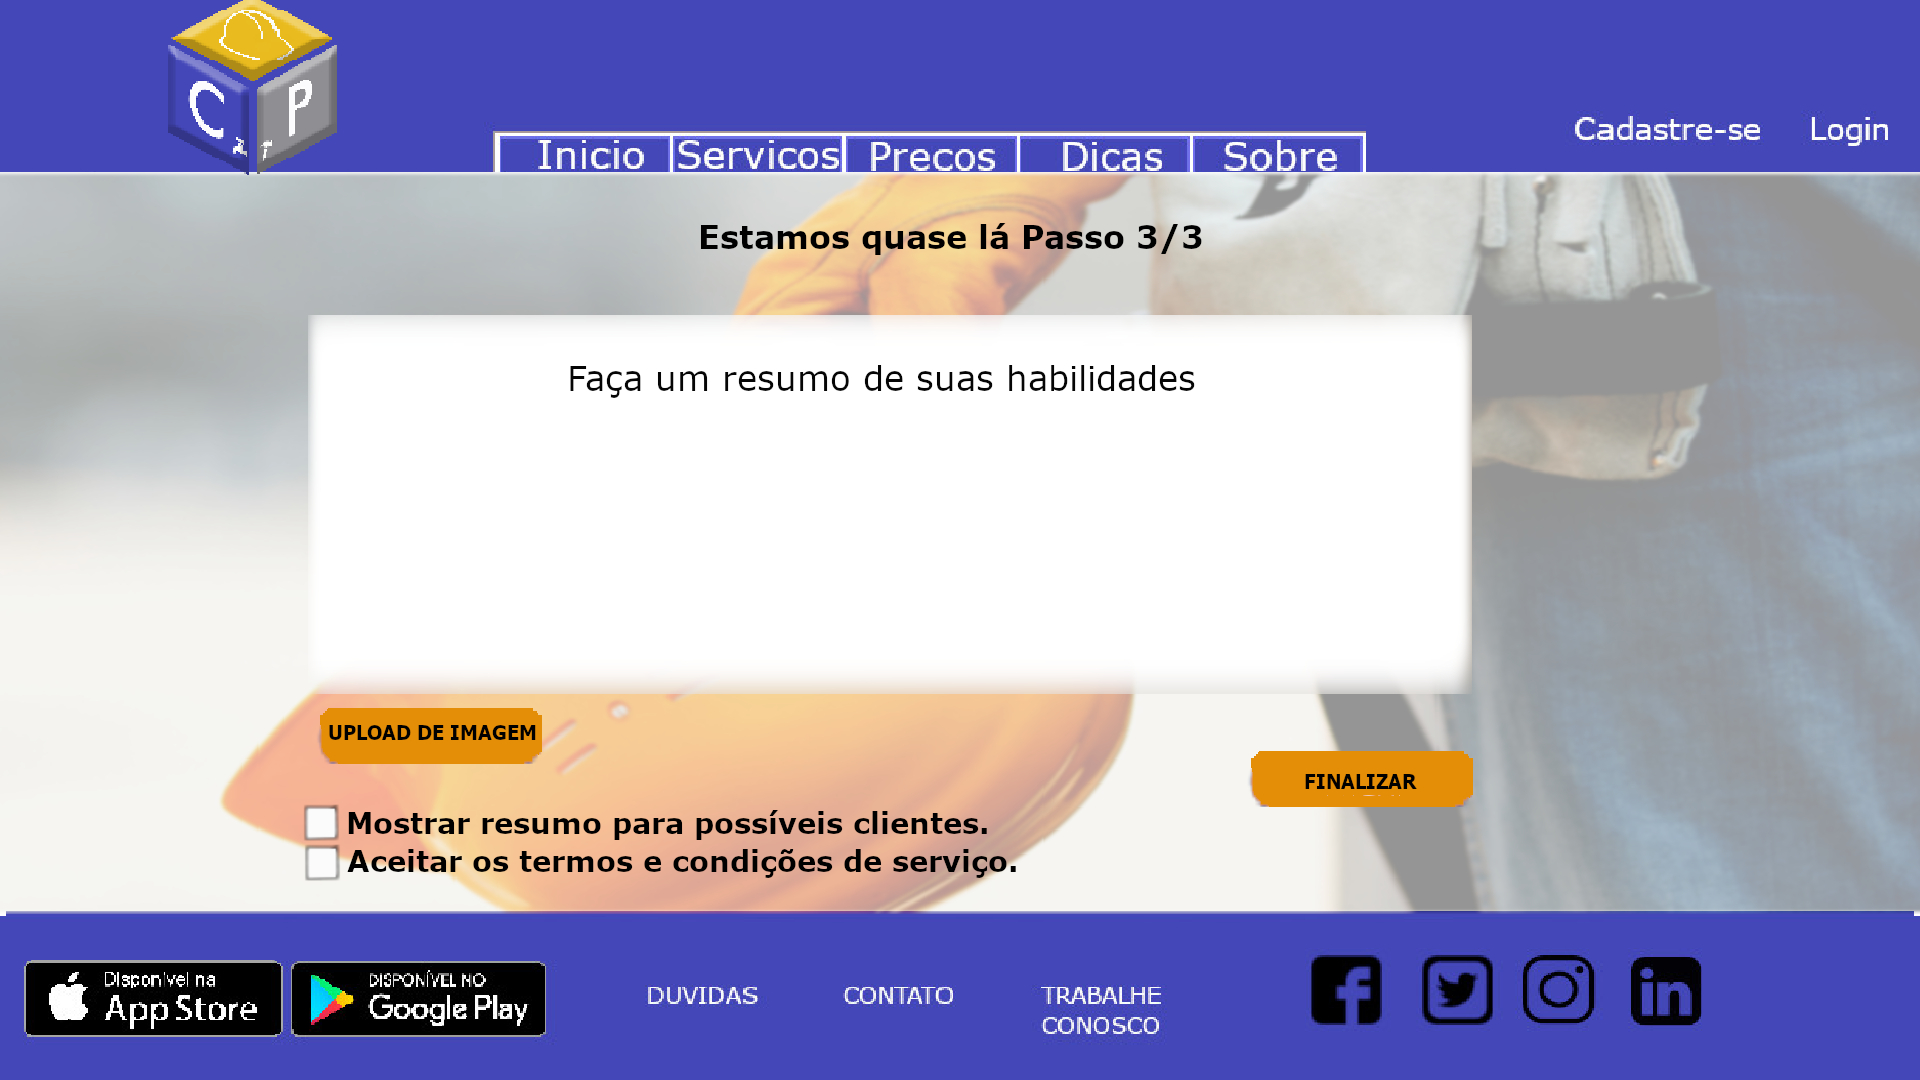 C P
Cadastre-se Login
Inicio Servicos Precos Dicas Sobre
Estamos quase lá Passo 3/3
Faça um resumo de suas habilidades
UPLOAD DE IMAGEM
FINALIZAR
Mostrar resumo para possíveis clientes.
Aceitar os termos e condições de serviço.
Disponível na
App Store
DISPONÍVEL NO
Google Play
DUVIDAS CONTATO TRABALHE
CONOSCO